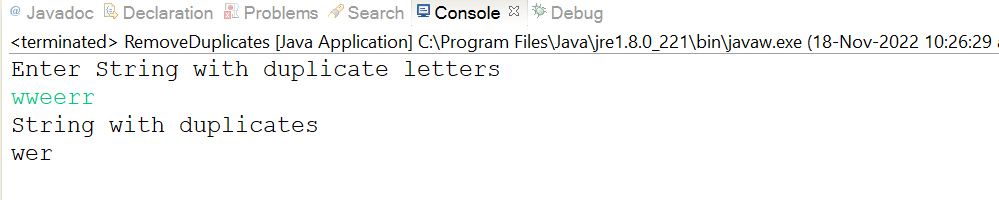 @ Javadoc Declaration Problems Search Console Debug
<terminated> RemoveDuplicates [Java Application] C:\Program Files\Java\jre1.8.0_221\bin\javaw.exe (18-Nov-2022 10:26:29 a
Enter String with duplicate letters
wweerr
String with duplicates
wer